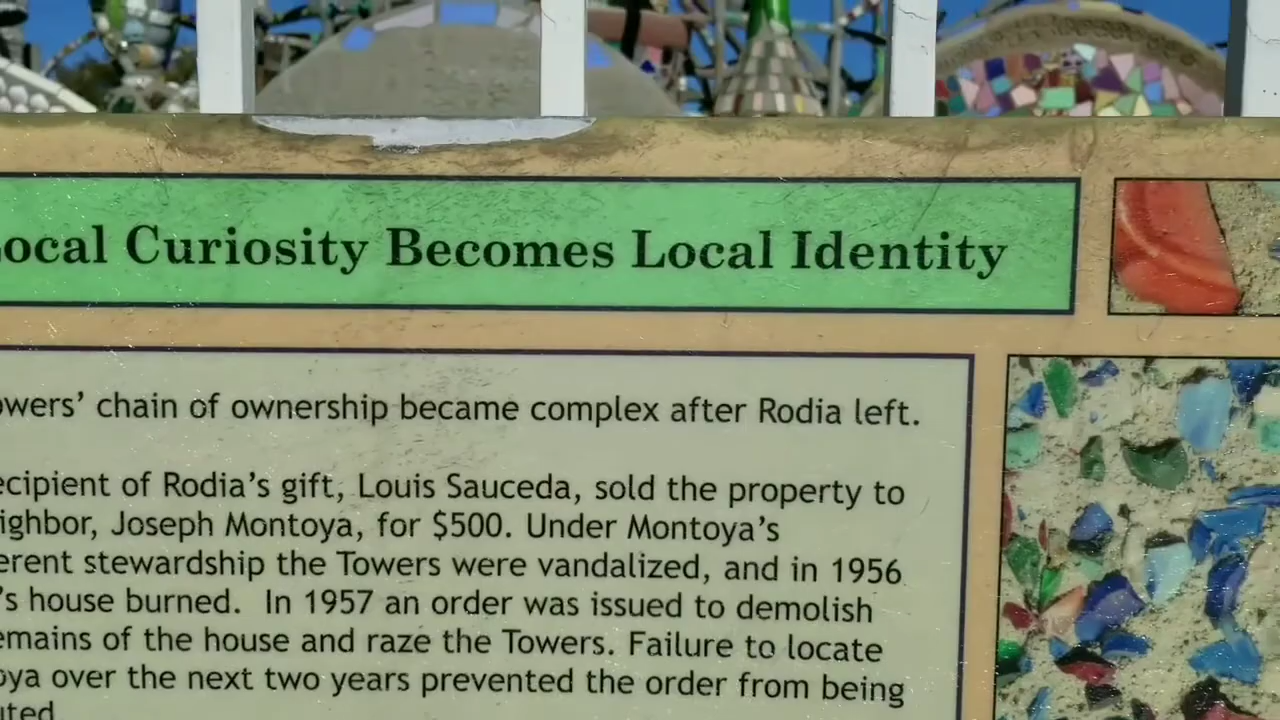 Local Curiosity Becomes Local Identity
owers' chain of ownership became complex after Rodia left.
ecipient of Rodia's gift, Louis Sauceda, sold the property to
ighbor, Joseph Montoya, for $500. Under Montoya's
erent stewardship the Towers were vandalized, and in 1956
's house burned. In 1957 an order was issued to demolish
emains of the house and raze the Towers. Failure to locate
oya over the next two years prevented the order from being
uted.